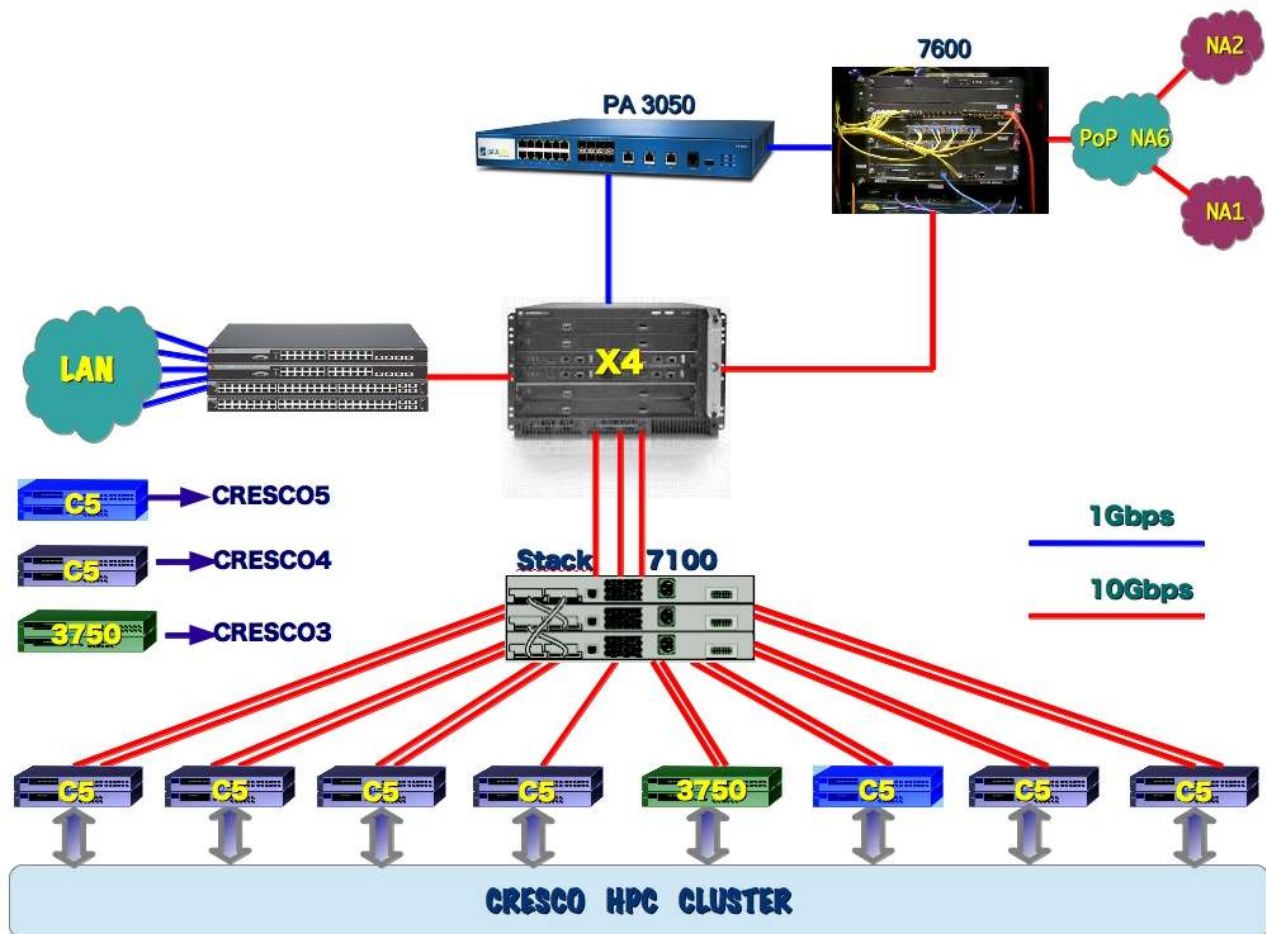 7600
NA2
PA 3050
PoP NA6
NA1
LAN
X4
C5
CRESCO5
1Gbps
C5
CRESCO4
Stack 7100
10Gbps
3750
CRESCO3
C5
C5
C5
C5
3750
C5
C5
C5
CRESCO HPC CLUSTER